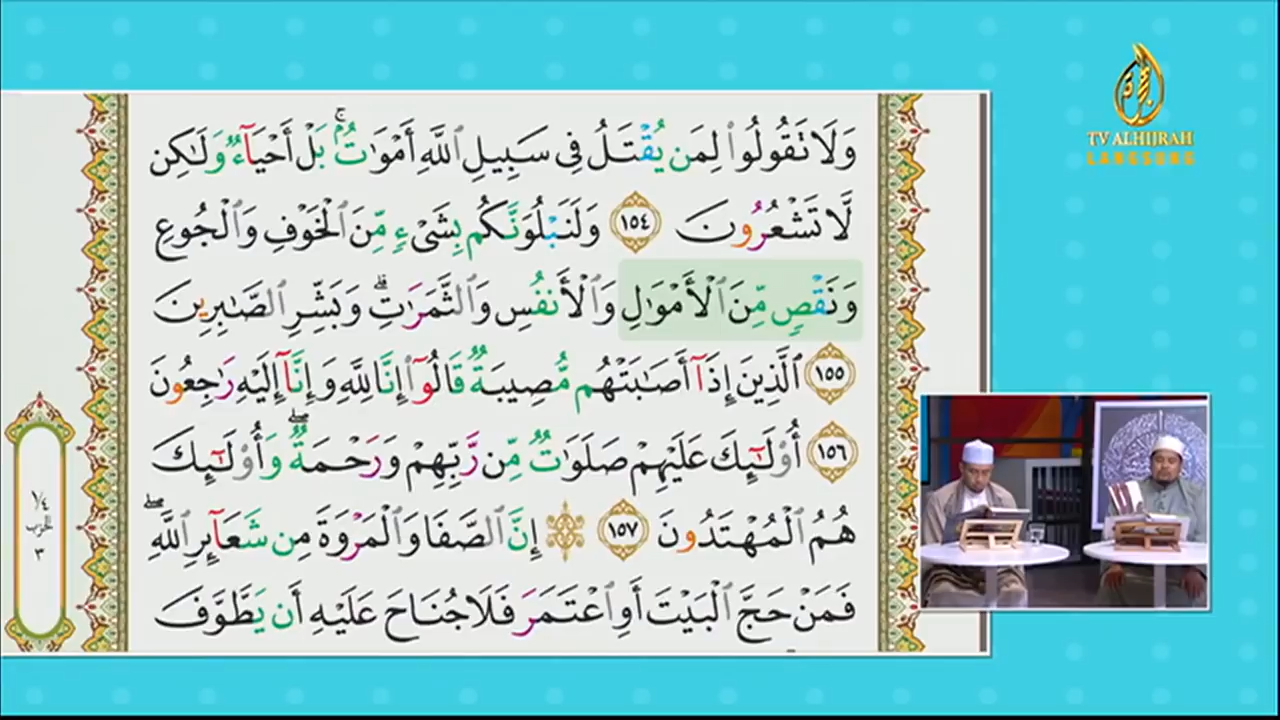 وَلَا تَقُولُوا۟ لِمَن يُقْتَلُ فِى سَبِيلِ ٱللَّهِ أَمْوَٰتٌۢ ۚ بَلْ أَحْيَآءٌ وَلَٰكِن
لَّا تَشْعُرُونَ ١٥٤ وَلَنَبْلُوَنَّكُم بِشَىْءٍ مِّنَ ٱلْخَوْفِ وَٱلْجُوعِ
وَنَقْصٍ مِّنَ ٱلْأَمْوَٰلِ وَٱلْأَنفُسِ وَٱلثَّمَرَٰتِ ۗ وَبَشِّرِ ٱلصَّٰبِرِينَ
١٥٥ ٱلَّذِينَ إِذَآ أَصَٰبَتْهُم مُّصِيبَةٌ قَالُوٓا۟ إِنَّا لِلَّهِ وَإِنَّآ إِلَيْهِ رَٰجِعُونَ
١٥٦ أُو۟لَٰٓئِكَ عَلَيْهِمْ صَلَوَٰتٌ مِّن رَّبِّهِمْ وَرَحْمَةٌ ۖ وَأُو۟لَٰٓئِكَ
هُمُ ٱلْمُهْتَدُونَ ١٥٧ ۞ إِنَّ ٱلصَّفَا وَٱلْمَرْوَةَ مِن شَعَآئِرِ ٱللَّهِ ۖ
فَمَنْ حَجَّ ٱلْبَيْتَ أَوِ ٱعْتَمَرَ فَلَا جُنَاحَ عَلَيْهِ أَن يَطَّوَّفَ
١/٤
الحزب
٣
TV ALHIJRAH
LANGSUNG